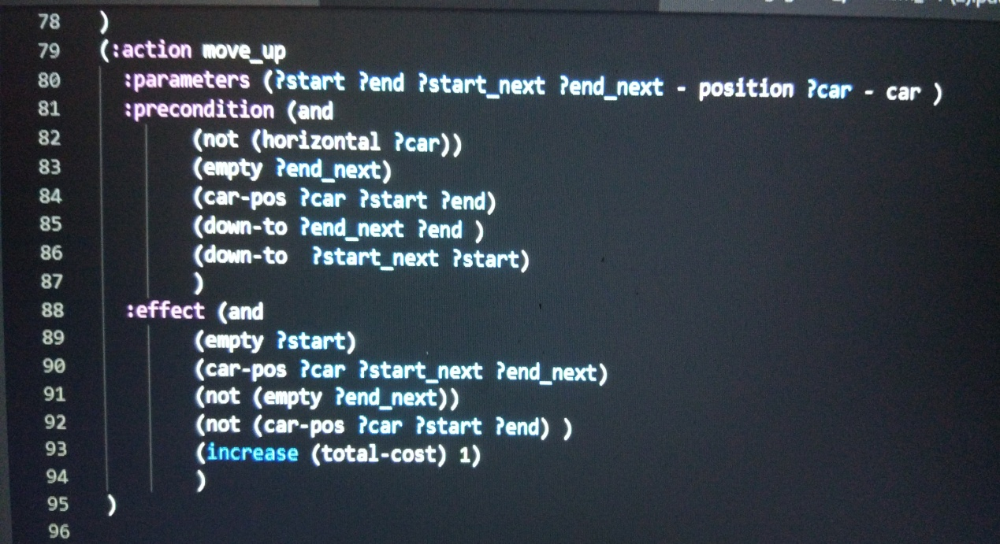 78 )
79 (:action move_up
80 :parameters (?start ?end ?start_next ?end_next - position ?car - car )
81 :precondition (and
82 (not (horizontal ?car))
83 (empty ?end_next)
84 (car-pos ?car ?start ?end)
85 (down-to ?end_next ?end )
86 (down-to  ?start_next ?start)
87 )
88 :effect (and
89 (empty ?start)
90 (car-pos ?car ?start_next ?end_next)
91 (not (empty ?end_next))
92 (not (car-pos ?car ?start ?end) )
93 (increase (total-cost) 1)
94 )
95 )
96